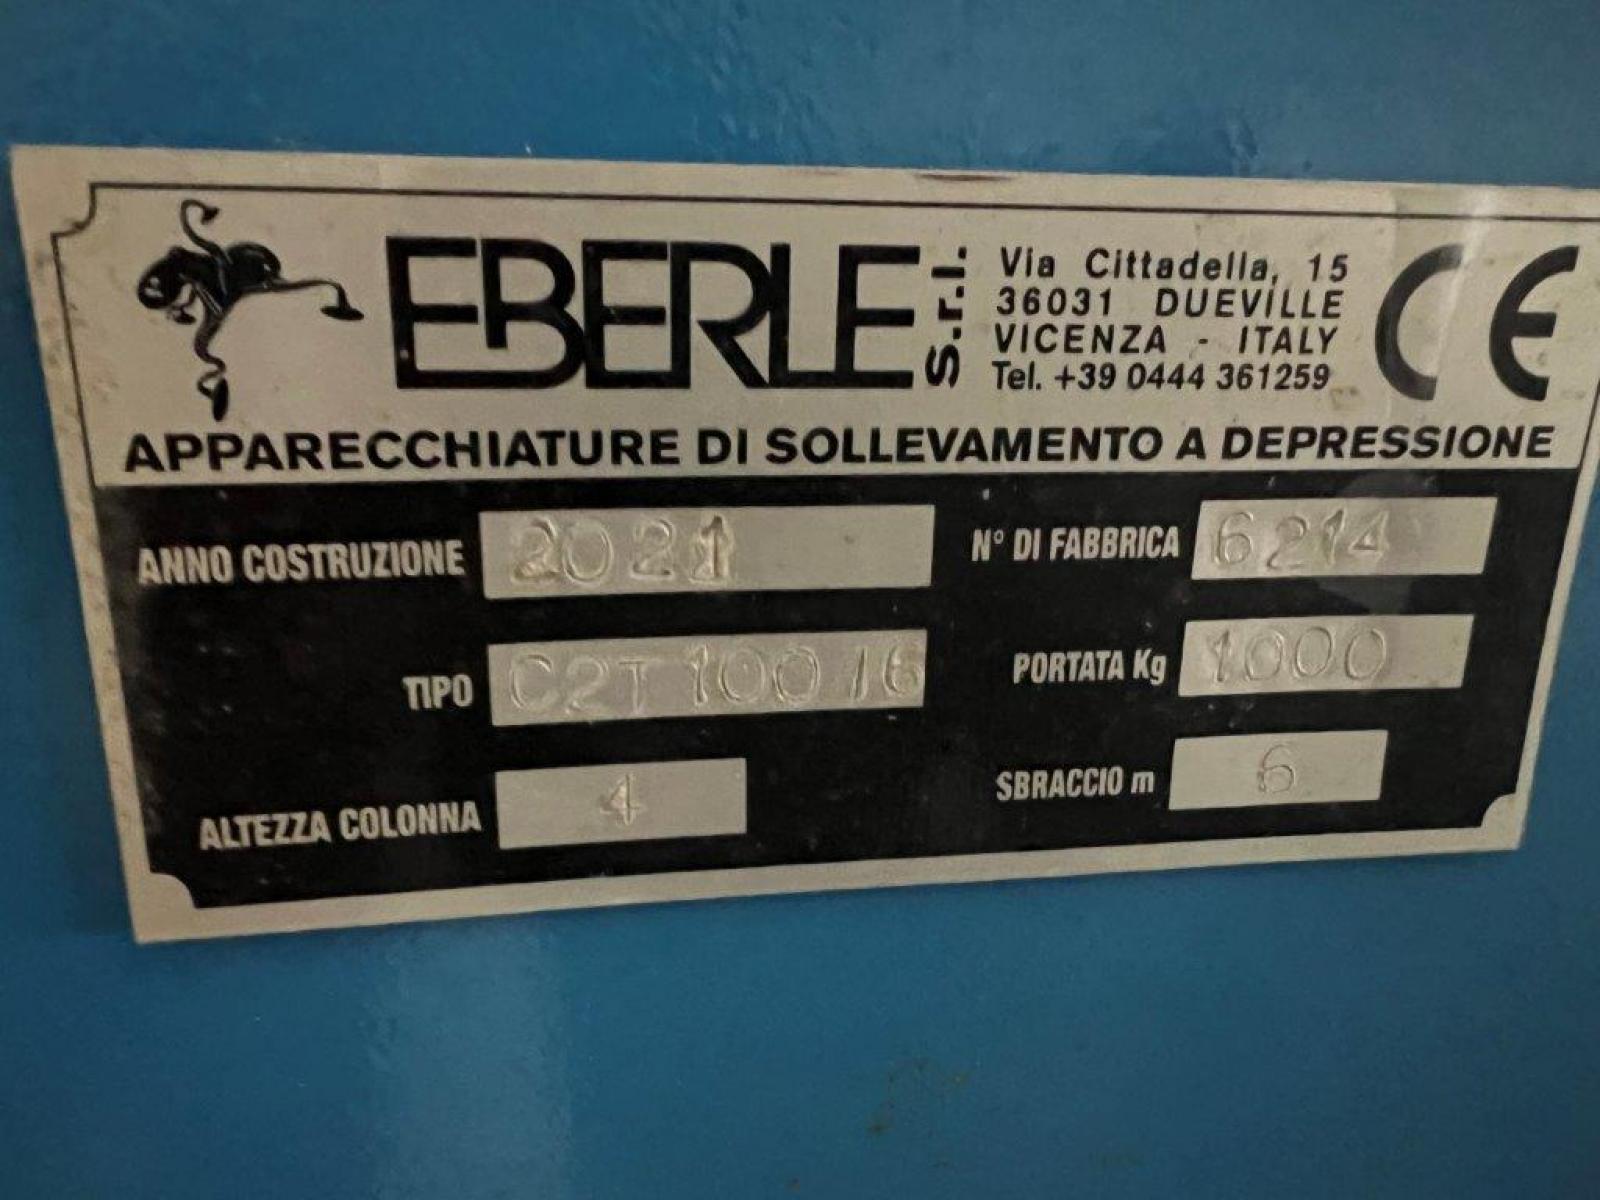 EBERLE S.r.l.
Via Cittadella, 15
36031 DUEVILLE
VICENZA - ITALY
Tel. +39 0444 361259
CE
APPARECCHIATURE DI SOLLEVAMENTO A DEPRESSIONE
ANNO COSTRUZIONE 2021 N° DI FABBRICA 6214
TIPO C2T 100/6 PORTATA Kg 1000
ALTEZZA COLONNA 4 SBRACCIO m 6